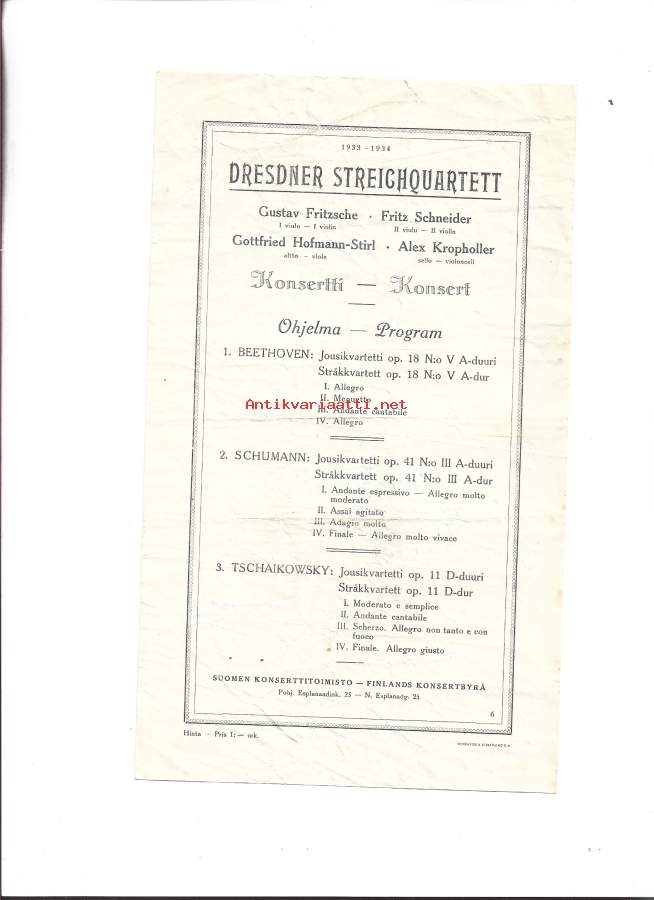 1933 - 1934
DRESDNER STREICHQUARTETT
Gustav Fritzsche · Fritz Schneider
I viulu — I violin II viulu — II violin
Gottfried Hofmann-Stirl · Alex Kropholler
altto - viola sello — violoncell
Konsertti — Konsert
Ohjelma — Program
1. BEETHOVEN: Jousikvartetti op. 18 N:o V A-duuri
Stråkkvartett op. 18 N:o V A-dur
I. Allegro
II. Menuetto
Antikvariaatti.net
III. Andante cantabile
IV. Allegro
2. SCHUMANN: Jousikvartetti op. 41 N:o III A-duuri
Stråkkvartett op. 41 N:o III A-dur
I. Andante espressivo — Allegro molto
moderato
II. Assai agitato
III. Adagio molto
IV. Finale — Allegro molto vivace
3. TSCHAIKOWSKY: Jousikvartetti op. 11 D-duuri
Stråkkvartett op. 11 D-dur
I. Moderato e semplice
II. Andante cantabile
III. Scherzo. Allegro non tanto e con
fuoco
IV. Finale. Allegro giusto
SUOMEN KONSERTTITOIMISTO — FINLANDS KONSERTBYRÅ
Pohj. Esplanaadink. 25 — N. Esplanadg. 25
6
Hinta - Pris 1: — mk.